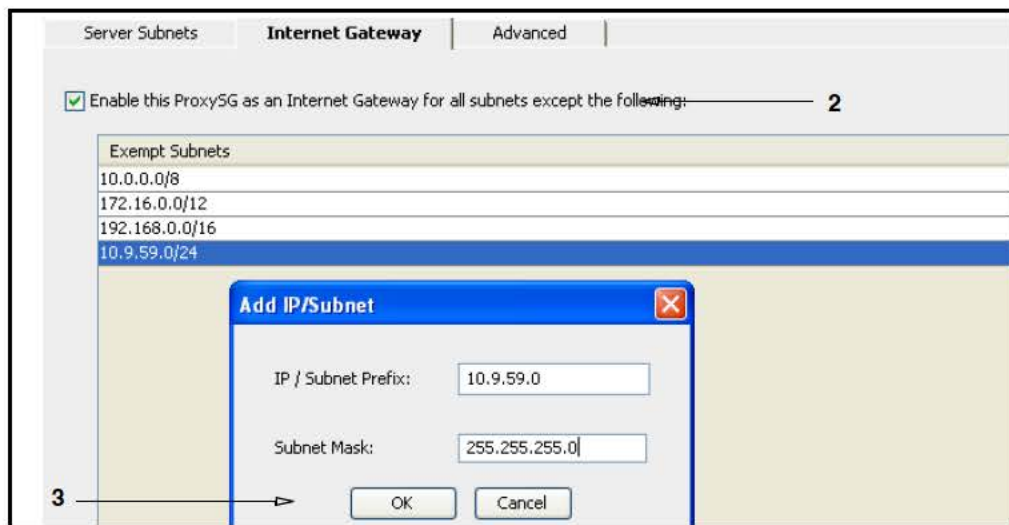 Server Subnets Internet Gateway Advanced
Enable this ProxySG as an Internet Gateway for all subnets except the following: 2
Exempt Subnets
10.0.0.0/8
172.16.0.0/12
192.168.0.0/16
10.9.59.0/24
Add IP/Subnet
IP / Subnet Prefix: 10.9.59.0
Subnet Mask: 255.255.255.0
3 OK Cancel